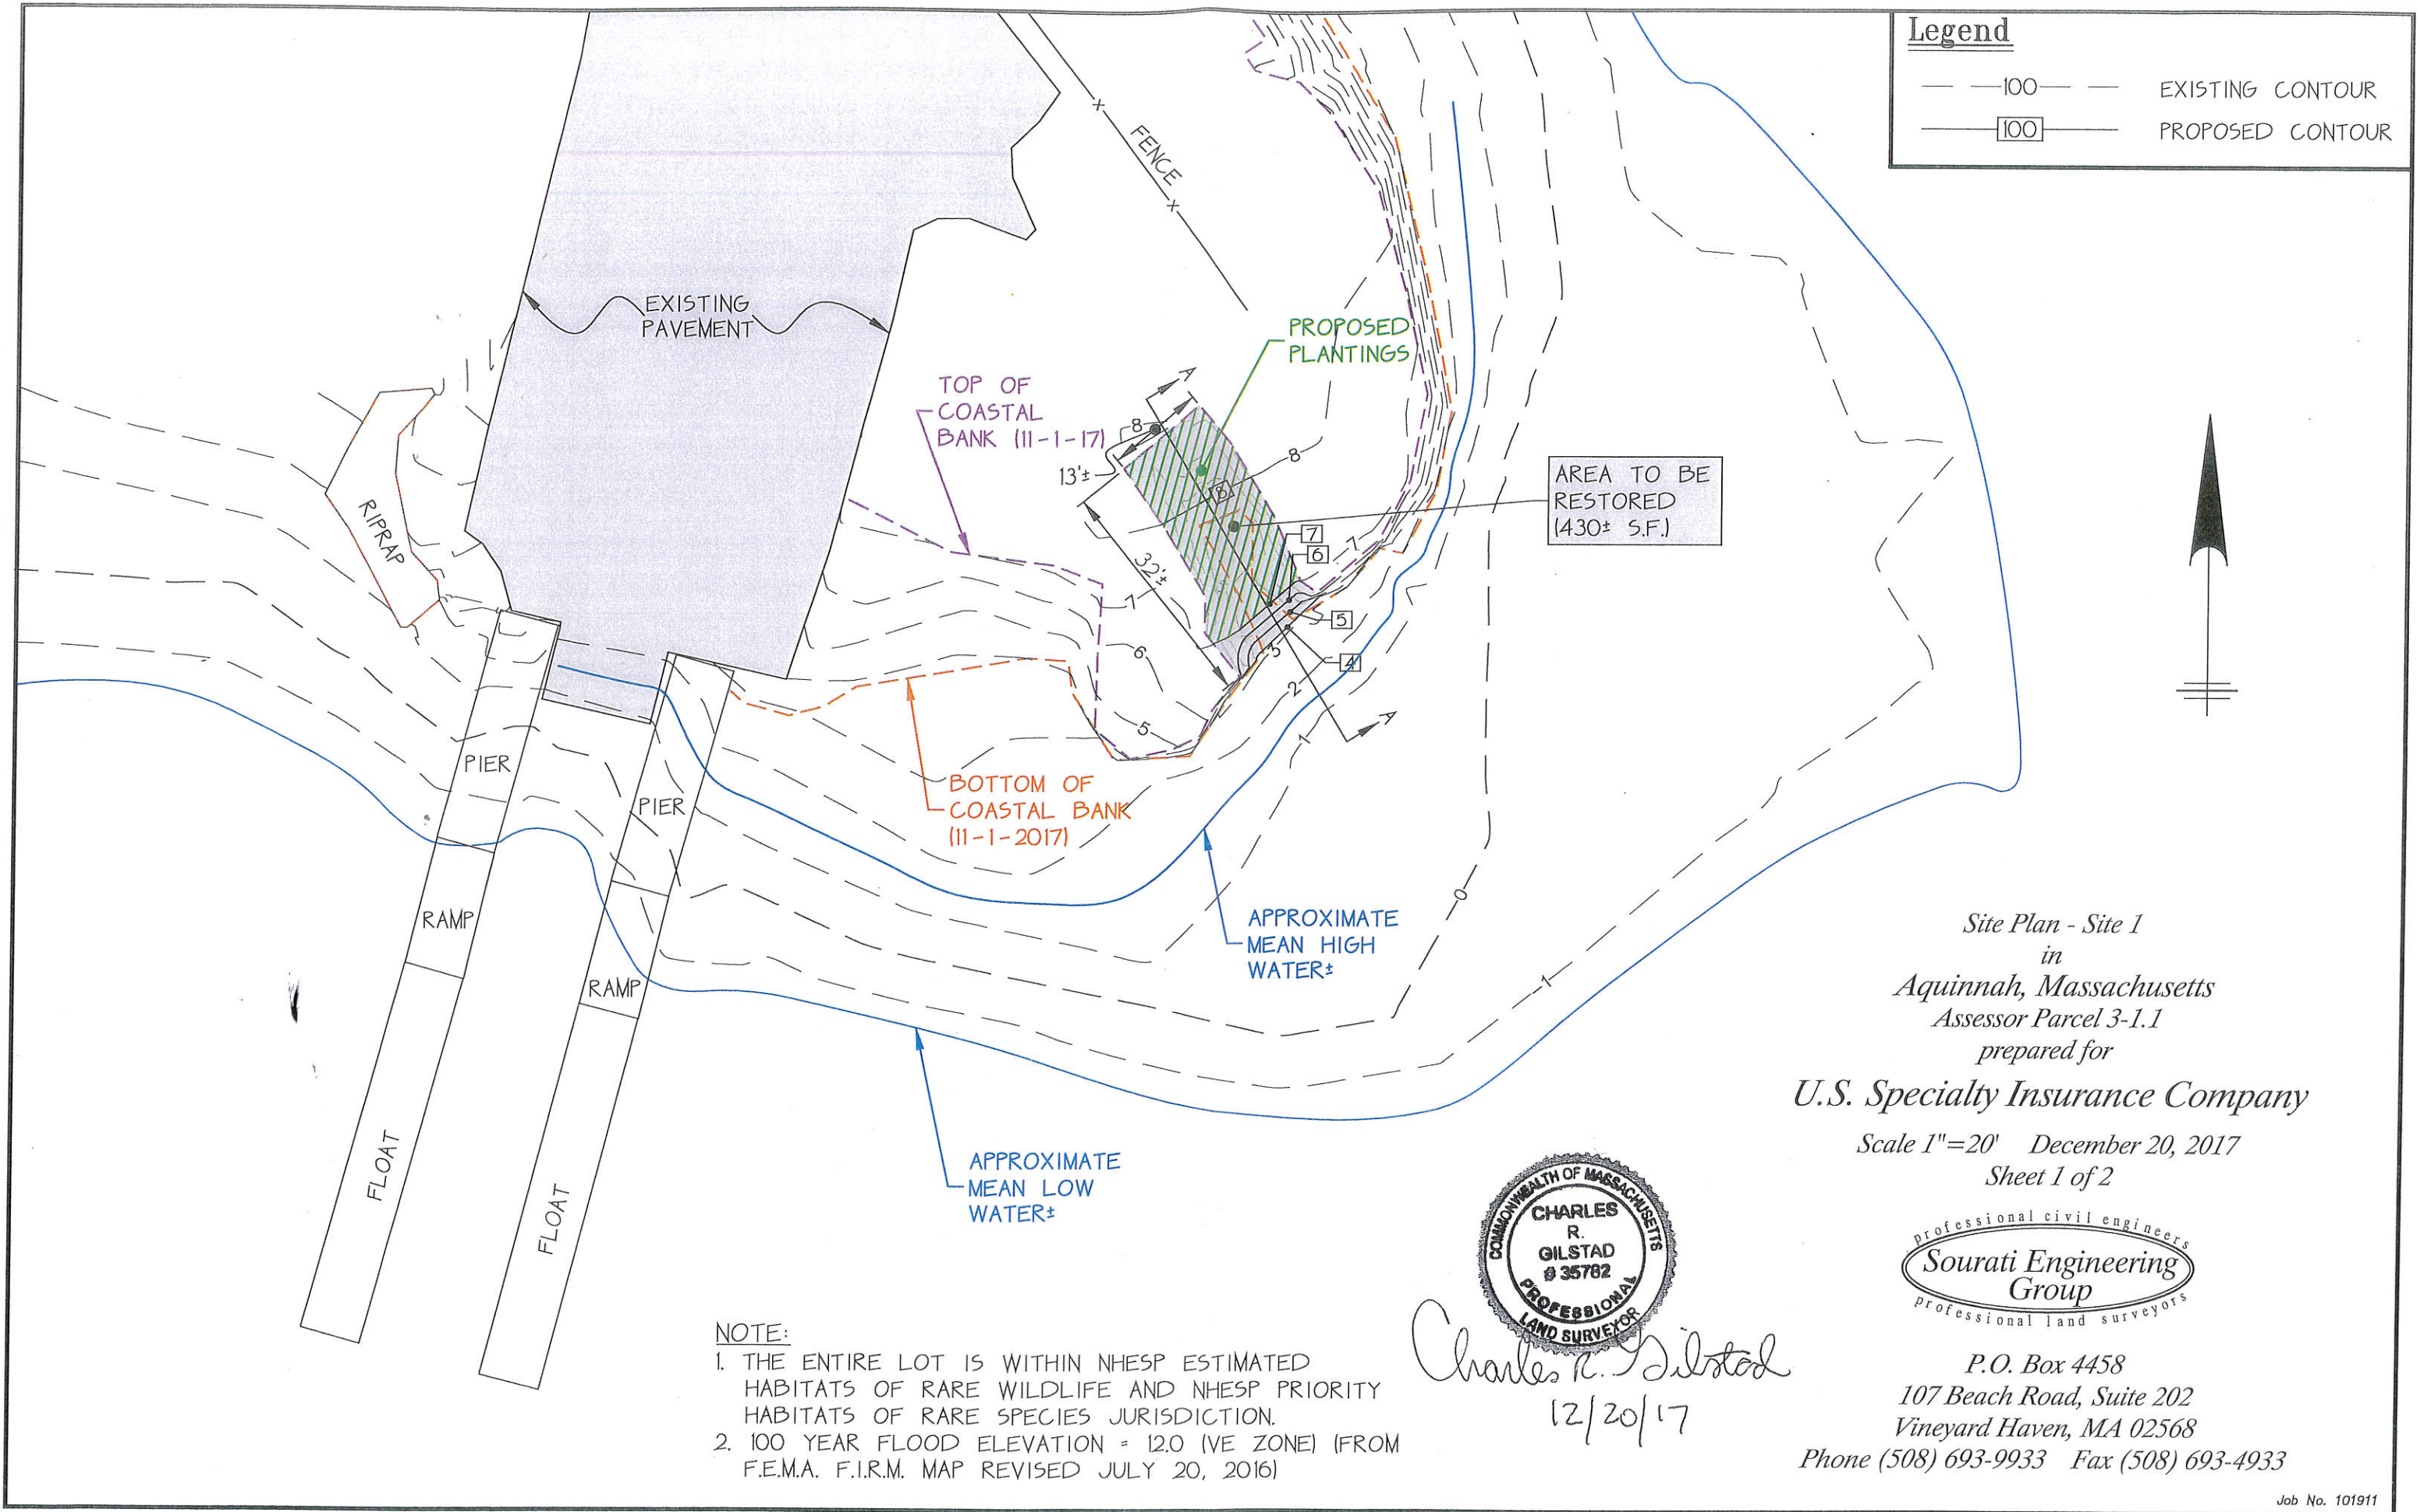 Legend
100
EXISTING CONTOUR
100
PROPOSED CONTOUR
x
FENCE
x
EXISTING
PAVEMENT
PROPOSED
PLANTINGS
TOP OF
COASTAL
BANK (11-1-17)
A
8
13'±
8
8
AREA TO BE
RESTORED
(430± S.F.)
RIPRAP
32'±
7
6
7
7
5
6
3
4
2
A
5
1
PIER
PIER
BOTTOM OF
COASTAL BANK
(11-1-2017)
0
RAMP
RAMP
APPROXIMATE
MEAN HIGH
WATER±
-1
FLOAT
FLOAT
APPROXIMATE
MEAN LOW
WATER±
Site Plan - Site 1
in
Aquinnah, Massachusetts
Assessor Parcel 3-1.1
prepared for
U.S. Specialty Insurance Company
Scale 1"=20' December 20, 2017
Sheet 1 of 2
professional civil engineers
Sourati Engineering
Group
professional land surveyors
P.O. Box 4458
107 Beach Road, Suite 202
Vineyard Haven, MA 02568
Phone (508) 693-9933 Fax (508) 693-4933
COMMONWEALTH OF MASSACHUSETTS
CHARLES
R.
GILSTAD
# 35782
PROFESSIONAL
LAND SURVEYOR
Charles R. Gilstad
12/20/17
NOTE:
1. THE ENTIRE LOT IS WITHIN NHESP ESTIMATED
HABITATS OF RARE WILDLIFE AND NHESP PRIORITY
HABITATS OF RARE SPECIES JURISDICTION.
2. 100 YEAR FLOOD ELEVATION = 12.0 (VE ZONE) (FROM
F.E.M.A. F.I.R.M. MAP REVISED JULY 20, 2016)
Job No. 101911